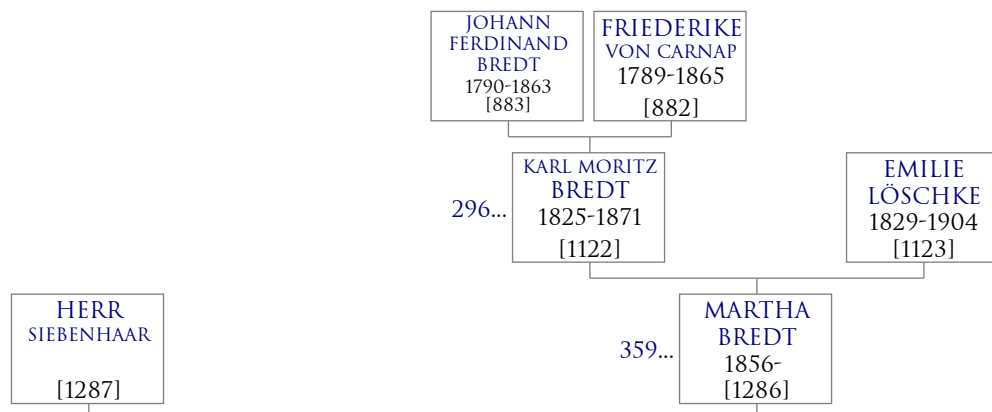 JOHANN
FERDINAND
BREDT
1790-1863
[883]
FRIEDERIKE
VON CARNAP
1789-1865
[882]
296...
KARL MORITZ
BREDT
1825-1871
[1122]
EMILIE
LÖSCHKE
1829-1904
[1123]
HERR
SIEBENHAAR
[1287]
359...
MARTHA
BREDT
1856-
[1286]